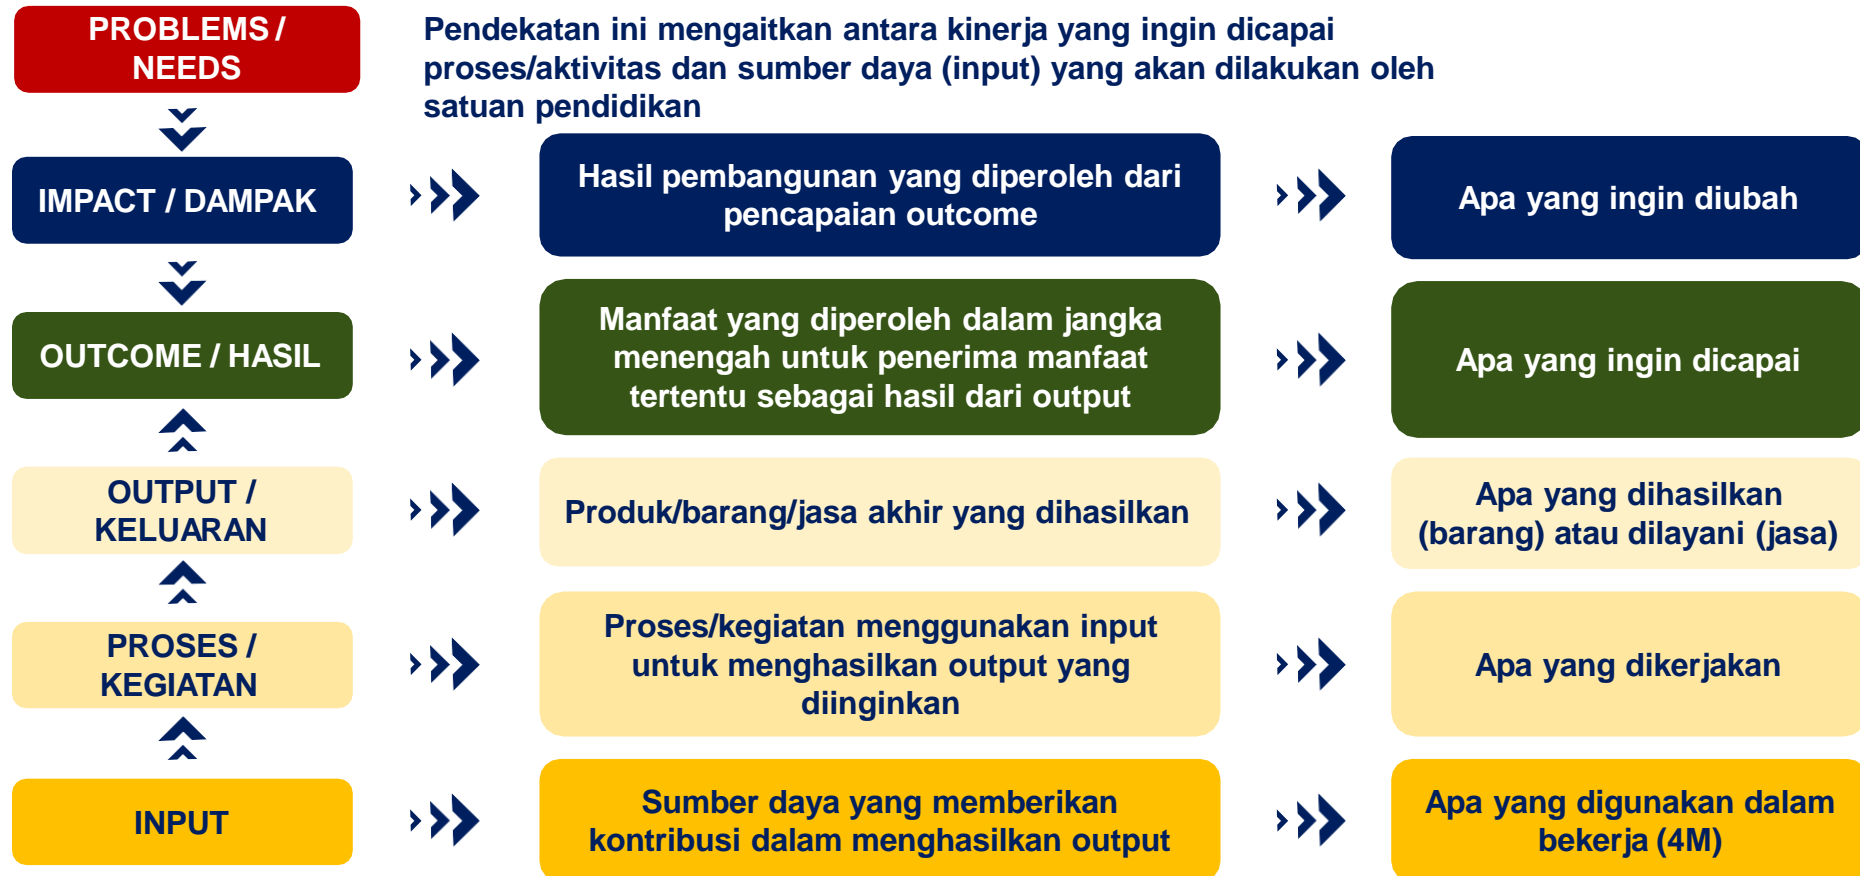 PROBLEMS /
NEEDS
Pendekatan ini mengaitkan antara kinerja yang ingin dicapai
proses/aktivitas dan sumber daya (input) yang akan dilakukan oleh
satuan pendidikan
IMPACT / DAMPAK
Hasil pembangunan yang diperoleh dari
pencapaian outcome
Apa yang ingin diubah
OUTCOME / HASIL
Manfaat yang diperoleh dalam jangka
menengah untuk penerima manfaat
tertentu sebagai hasil dari output
Apa yang ingin dicapai
OUTPUT /
KELUARAN
Produk/barang/jasa akhir yang dihasilkan
Apa yang dihasilkan
(barang) atau dilayani (jasa)
PROSES /
KEGIATAN
Proses/kegiatan menggunakan input
untuk menghasilkan output yang
diinginkan
Apa yang dikerjakan
INPUT
Sumber daya yang memberikan
kontribusi dalam menghasilkan output
Apa yang digunakan dalam
bekerja (4M)